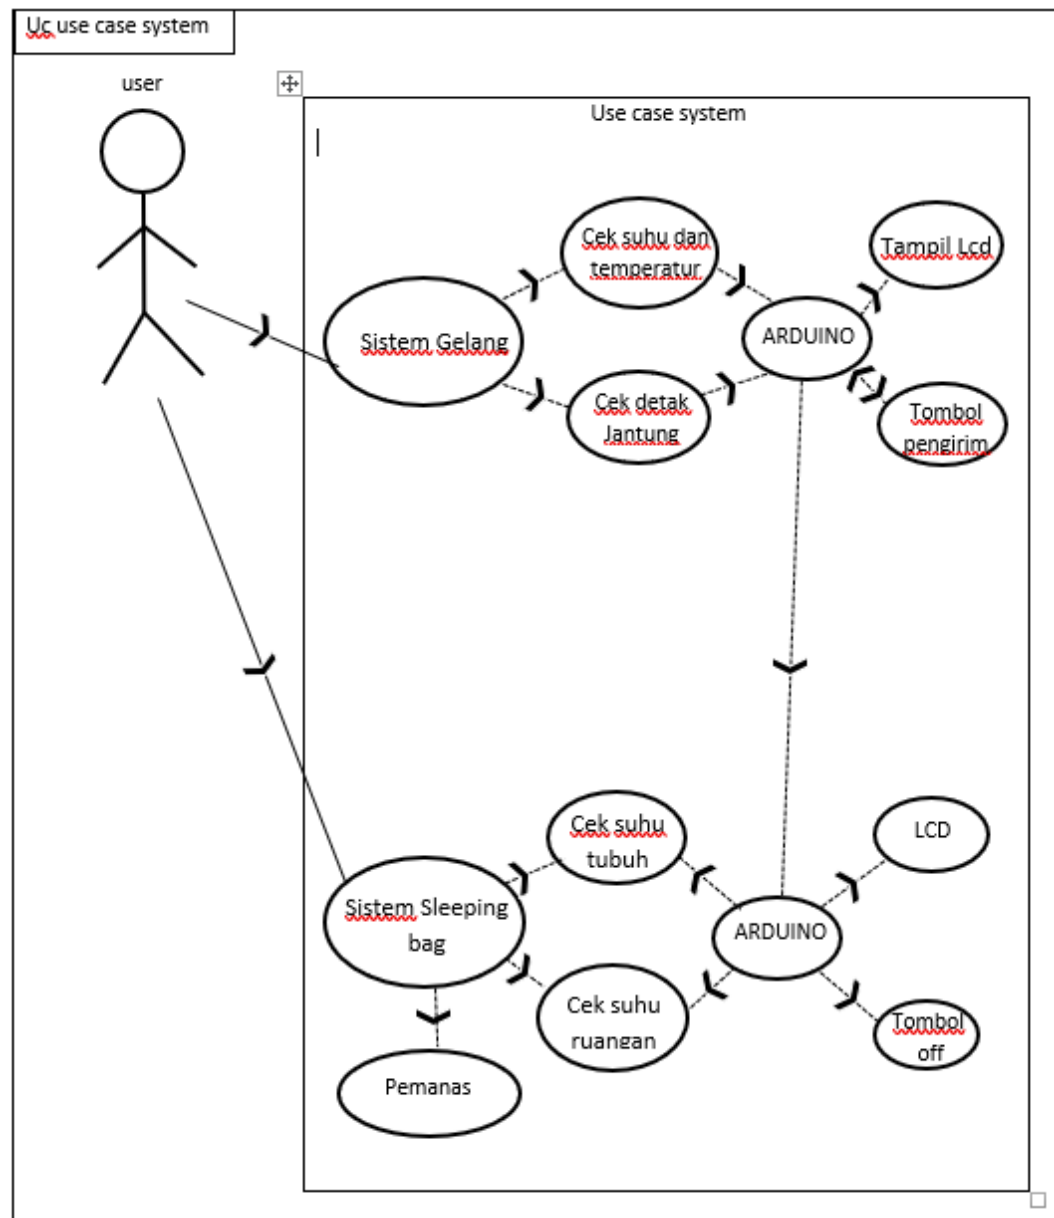 Uc use case system
user
Use case system
Cek suhu dan
temperatur
Tampil Lcd
Sistem Gelang
ARDUINO
Cek detak
Jantung
Tombol
pengirim
Cek suhu
tubuh
LCD
Sistem Sleeping
bag
ARDUINO
Cek suhu
ruangan
Tombol
off
Pemanas